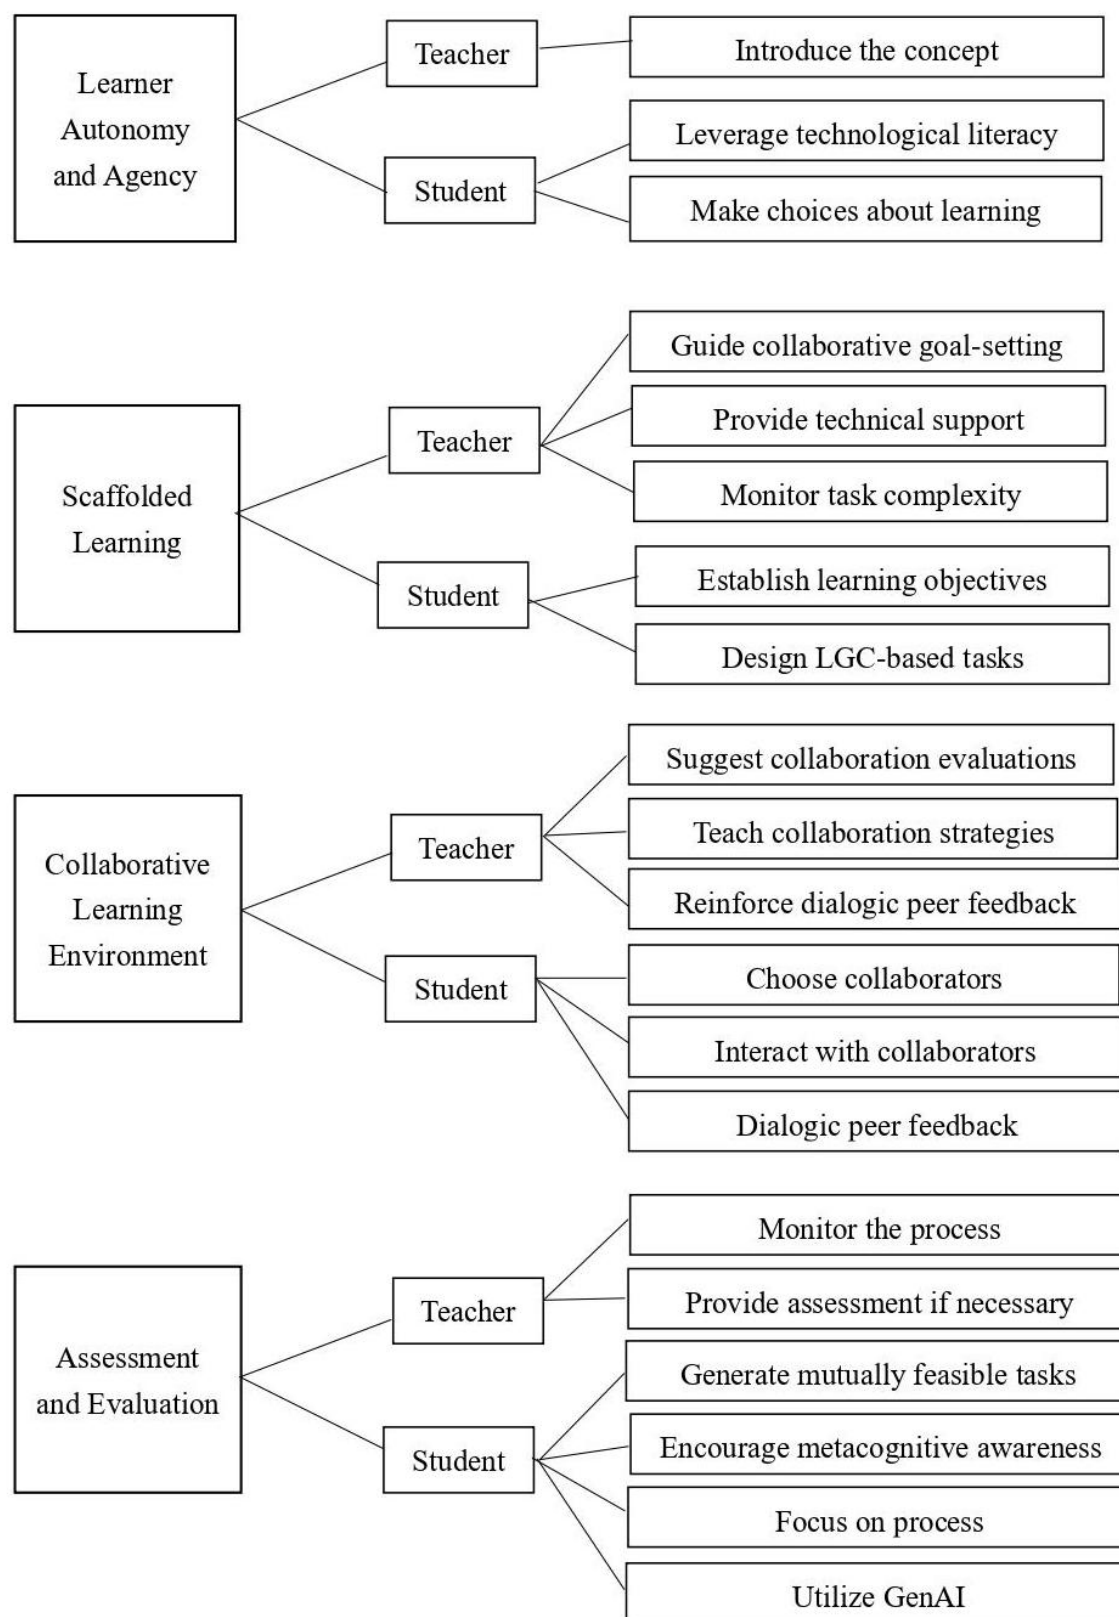 Learner
Autonomy
and Agency
Teacher
Introduce the concept
Student
Leverage technological literacy
Make choices about learning
Scaffolded
Learning
Teacher
Guide collaborative goal-setting
Provide technical support
Monitor task complexity
Student
Establish learning objectives
Design LGC-based tasks
Collaborative
Learning
Environment
Teacher
Suggest collaboration evaluations
Teach collaboration strategies
Reinforce dialogic peer feedback
Student
Choose collaborators
Interact with collaborators
Dialogic peer feedback
Assessment
and Evaluation
Teacher
Monitor the process
Provide assessment if necessary
Student
Generate mutually feasible tasks
Encourage metacognitive awareness
Focus on process
Utilize GenAI